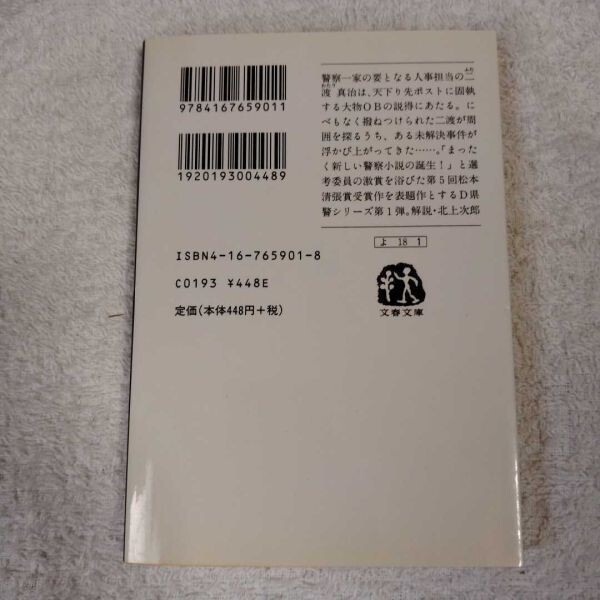 9784167659011
1920193004489
ISBN4-16-765901-8
C0193 ¥448E
定価(本体448円+税)
警察一家の要となる人事担当の二
渡真治は、天下り先ポストに固執
する大物OBの説得にあたる。に
べもなく撥ねつけられた二渡が周
囲を探るうち、ある未解決事件が
浮かび上がってきた……。「まった
く新しい警察小説の誕生!」と選
考委員の激賞を浴びた第5回松本
清張賞受賞作を表題作とするD県
警シリーズ第1弾。解説・北上次郎
よ 18 1
文春文庫